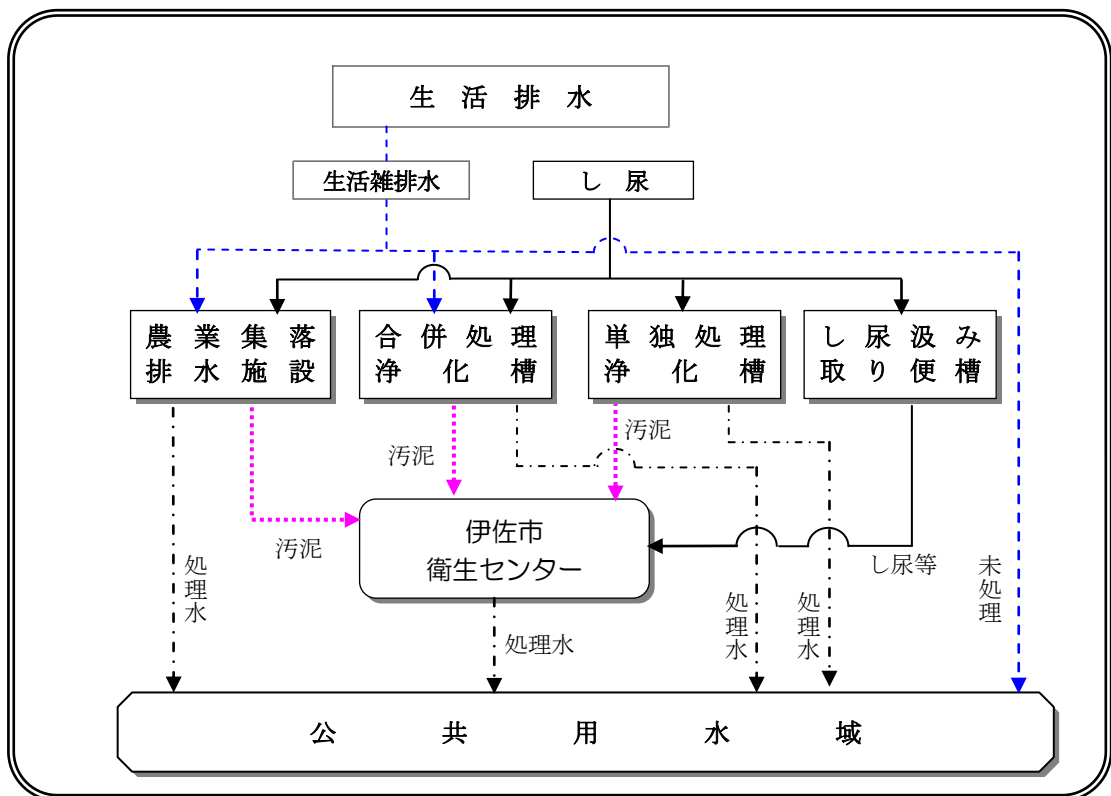 生活排水
生活雑排水
し尿
農業集落
排水施設
合併処理
浄化槽
単独処理
浄化槽
し尿汲み
取り便槽
汚泥
汚泥
汚泥
伊佐市
衛生センター
し尿等
処理水
処理水
処理水
処理水
未処理
公共用水域